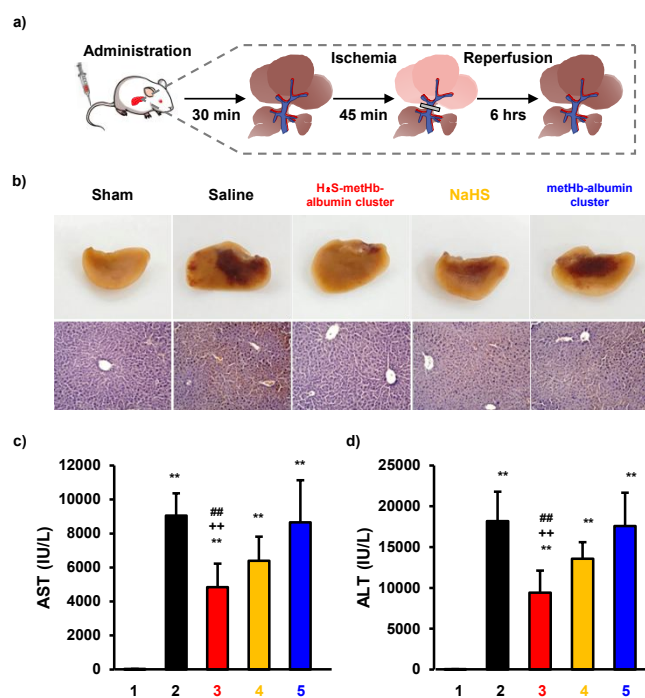 a)
Administration
Ischemia
Reperfusion
30 min
45 min
6 hrs
b)
Sham
Saline
H₂S-metHb-
albumin cluster
NaHS
metHb-albumin
cluster
c)
12000
10000
8000
6000
4000
2000
0
AST (IU/L)
**
##
++
**
**
**
1 2 3 4 5
d)
25000
20000
15000
10000
5000
0
ALT (IU/L)
**
##
++
**
**
**
1 2 3 4 5